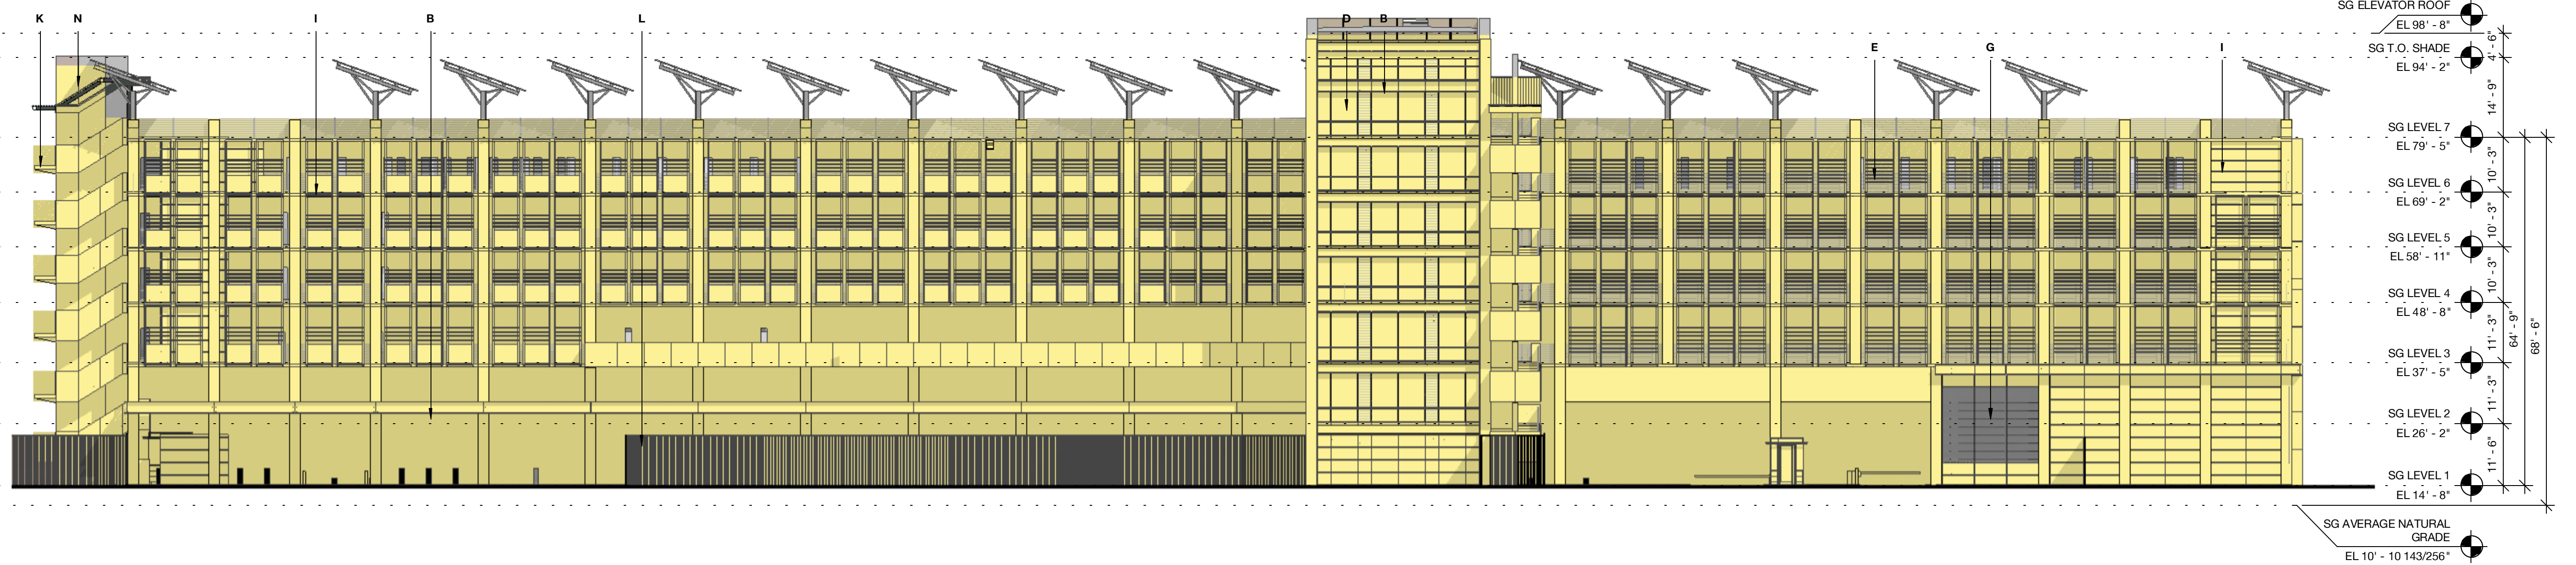 K N I B L D B E G I
SG ELEVATOR ROOF
EL 98' - 8"
4' - 6"
SG T.O. SHADE
EL 94' - 2"
14' - 9"
SG LEVEL 7
EL 79' - 5"
10' - 3"
SG LEVEL 6
EL 69' - 2"
10' - 3"
SG LEVEL 5
EL 58' - 11"
10' - 3"
SG LEVEL 4
EL 48' - 8"
11' - 3"
64' - 9"
68' - 6"
SG LEVEL 3
EL 37' - 5"
11' - 3"
SG LEVEL 2
EL 26' - 2"
11' - 6"
SG LEVEL 1
EL 14' - 8"
SG AVERAGE NATURAL
GRADE
EL 10' - 10 143/256"